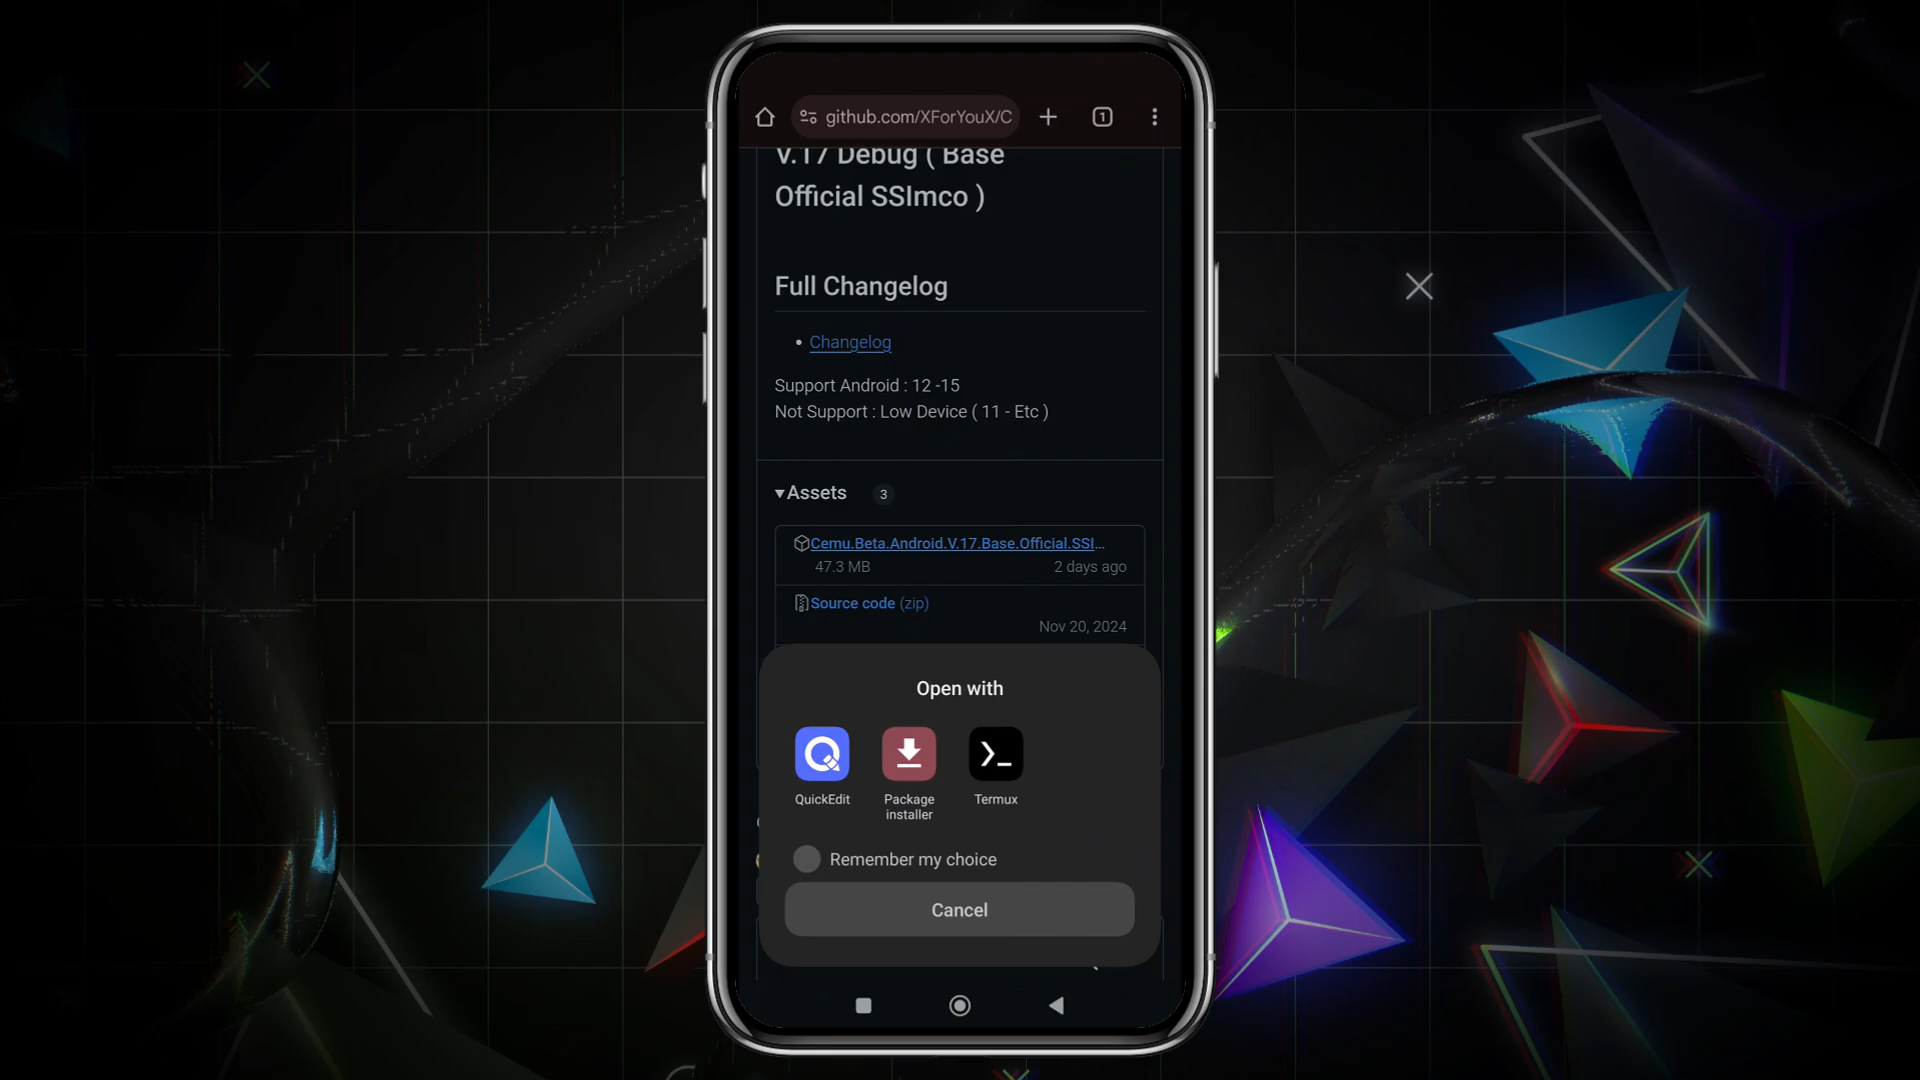 github.com/XForYouX/C
1
V.17 Debug ( Base
Official SSImco )
Full Changelog
• Changelog
Support Android : 12 -15
Not Support : Low Device ( 11 - Etc )
▾Assets 3
Cemu.Beta.Android.V.17.Base.Official.SSI...
47.3 MB 2 days ago
Source code (zip)
Nov 20, 2024
Open with
QuickEdit
Package
installer
Termux
Remember my choice
Cancel